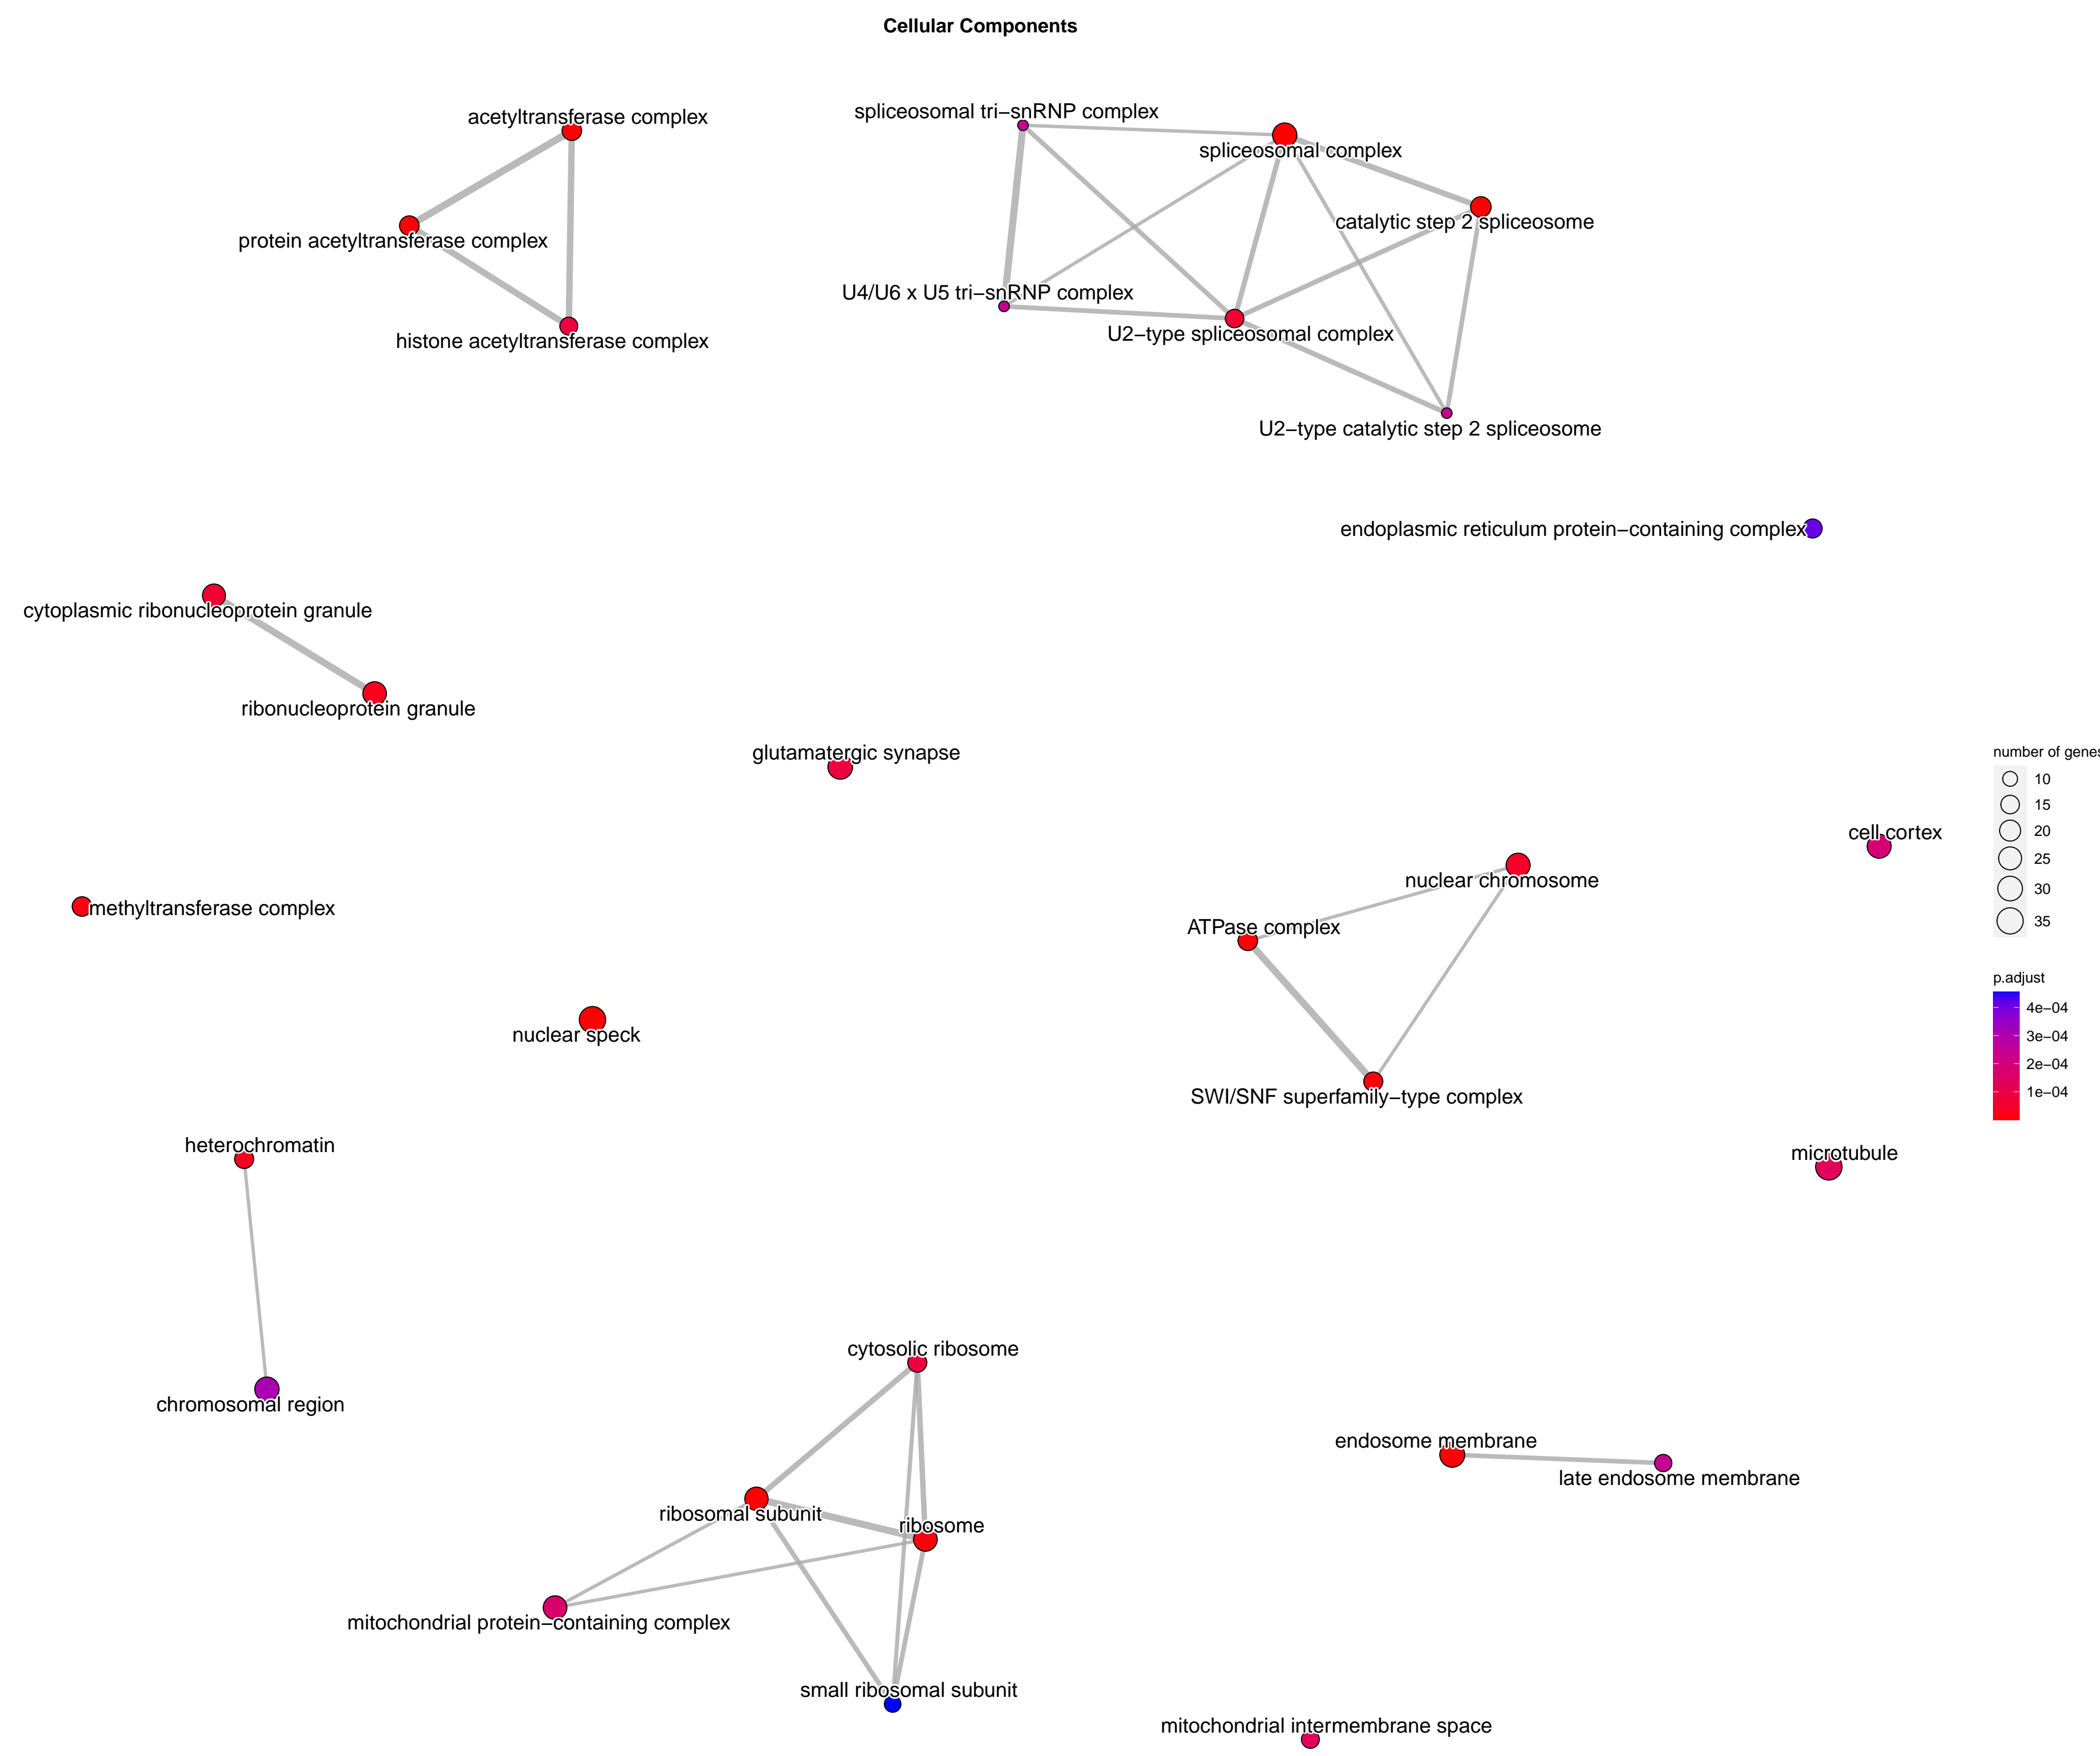 Cellular Components
spliceosomal tri−snRNP complex
acetyltransferase complex
spliceosomal complex
catalytic step 2 spliceosome
protein acetyltransferase complex
U4/U6 x U5 tri−snRNP complex
U2−type spliceosomal complex
histone acetyltransferase complex
U2−type catalytic step 2 spliceosome
endoplasmic reticulum protein−containing complex
cytoplasmic ribonucleoprotein granule
ribonucleoprotein granule
glutamatergic synapse
cell cortex
nuclear chromosome
methyltransferase complex
ATPase complex
nuclear speck
SWI/SNF superfamily−type complex
heterochromatin
microtubule
cytosolic ribosome
chromosomal region
endosome membrane
late endosome membrane
ribosomal subunit
ribosome
mitochondrial protein−containing complex
small ribosomal subunit
mitochondrial intermembrane space
number of genes
10
15
20
25
30
35
p.adjust
4e−04
3e−04
2e−04
1e−04